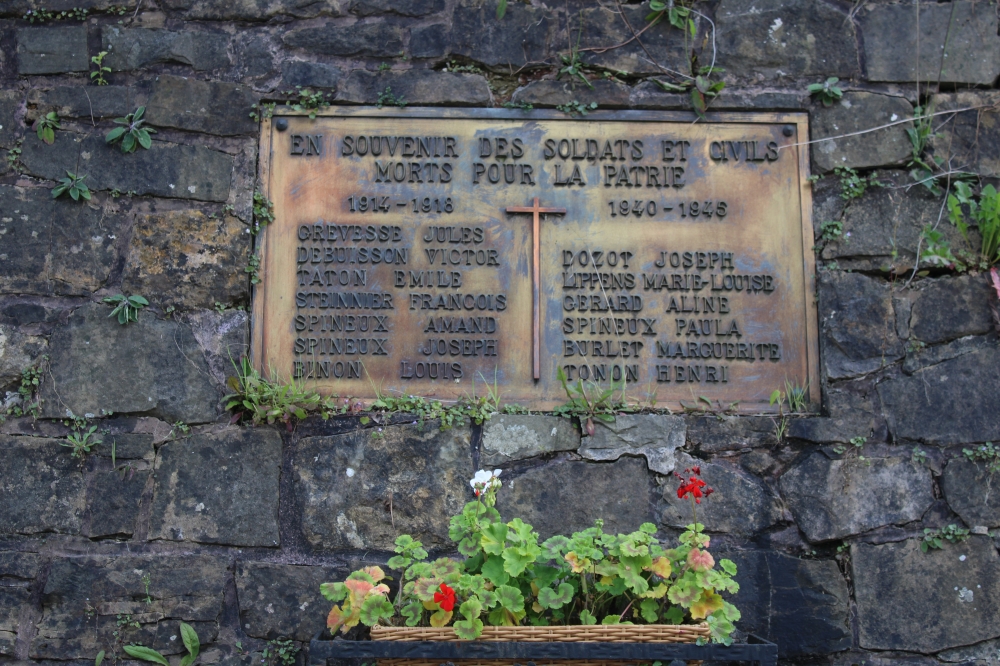 EN SOUVENIR DES SOLDATS ET CIVILS
MORTS POUR LA PATRIE
1914-1918
GREVESSE JULES
DEBUISSON VICTOR
TATON EMILE
STEINNIER FRANCOIS
SPINEUX AMAND
SPINEUX JOSEPH
BINON LOUIS
1940-1945
DOZOT JOSEPH
LIPPENS MARIE-LOUISE
GERARD ALINE
SPINEUX PAULA
BURLET MARGUERITE
TONON HENRI